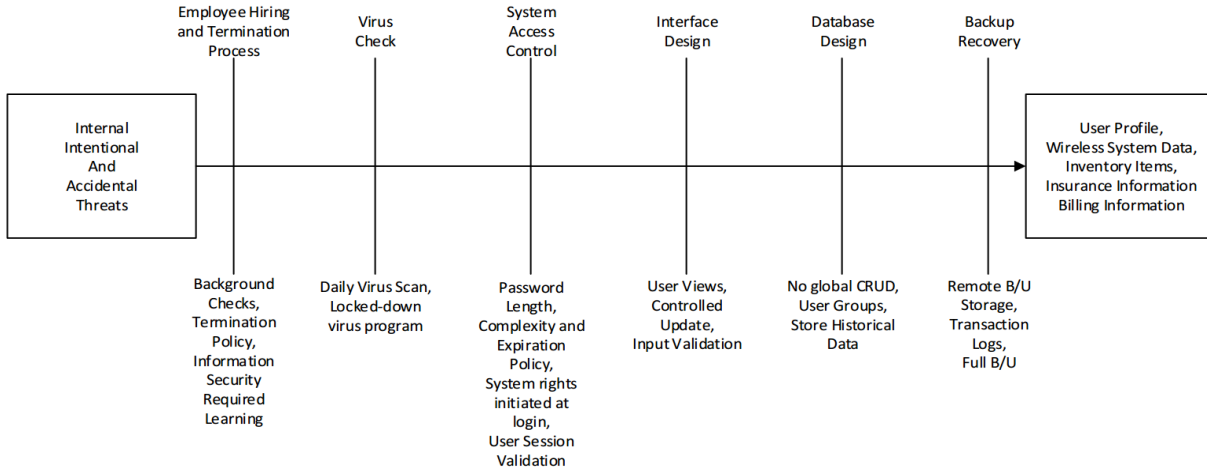 Employee Hiring
and Termination
Process
Virus
Check
System
Access
Control
Interface
Design
Database
Design
Backup
Recovery
Internal
Intentional
And
Accidental
Threats
User Profile,
Wireless System Data,
Inventory Items,
Insurance Information
Billing Information
Background
Checks,
Termination
Policy,
Information
Security
Required
Learning
Daily Virus Scan,
Locked-down
virus program
Password
Length,
Complexity and
Expiration
Policy,
System rights
initiated at
login,
User Session
Validation
User Views,
Controlled
Update,
Input Validation
No global CRUD,
User Groups,
Store Historical
Data
Remote B/U
Storage,
Transaction
Logs,
Full B/U